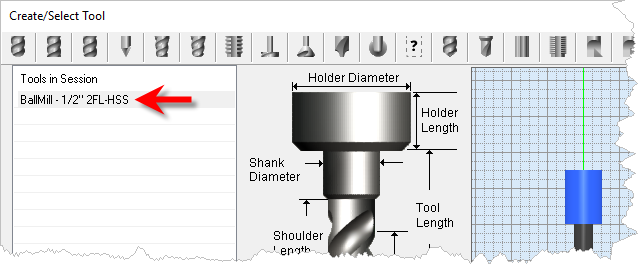 Create/Select Tool
?
Tools in Session
BallMill - 1/2" 2FL-HSS
Holder Diameter
Holder
Length
Shank
Diameter
Tool
Length
Shoulder
Length